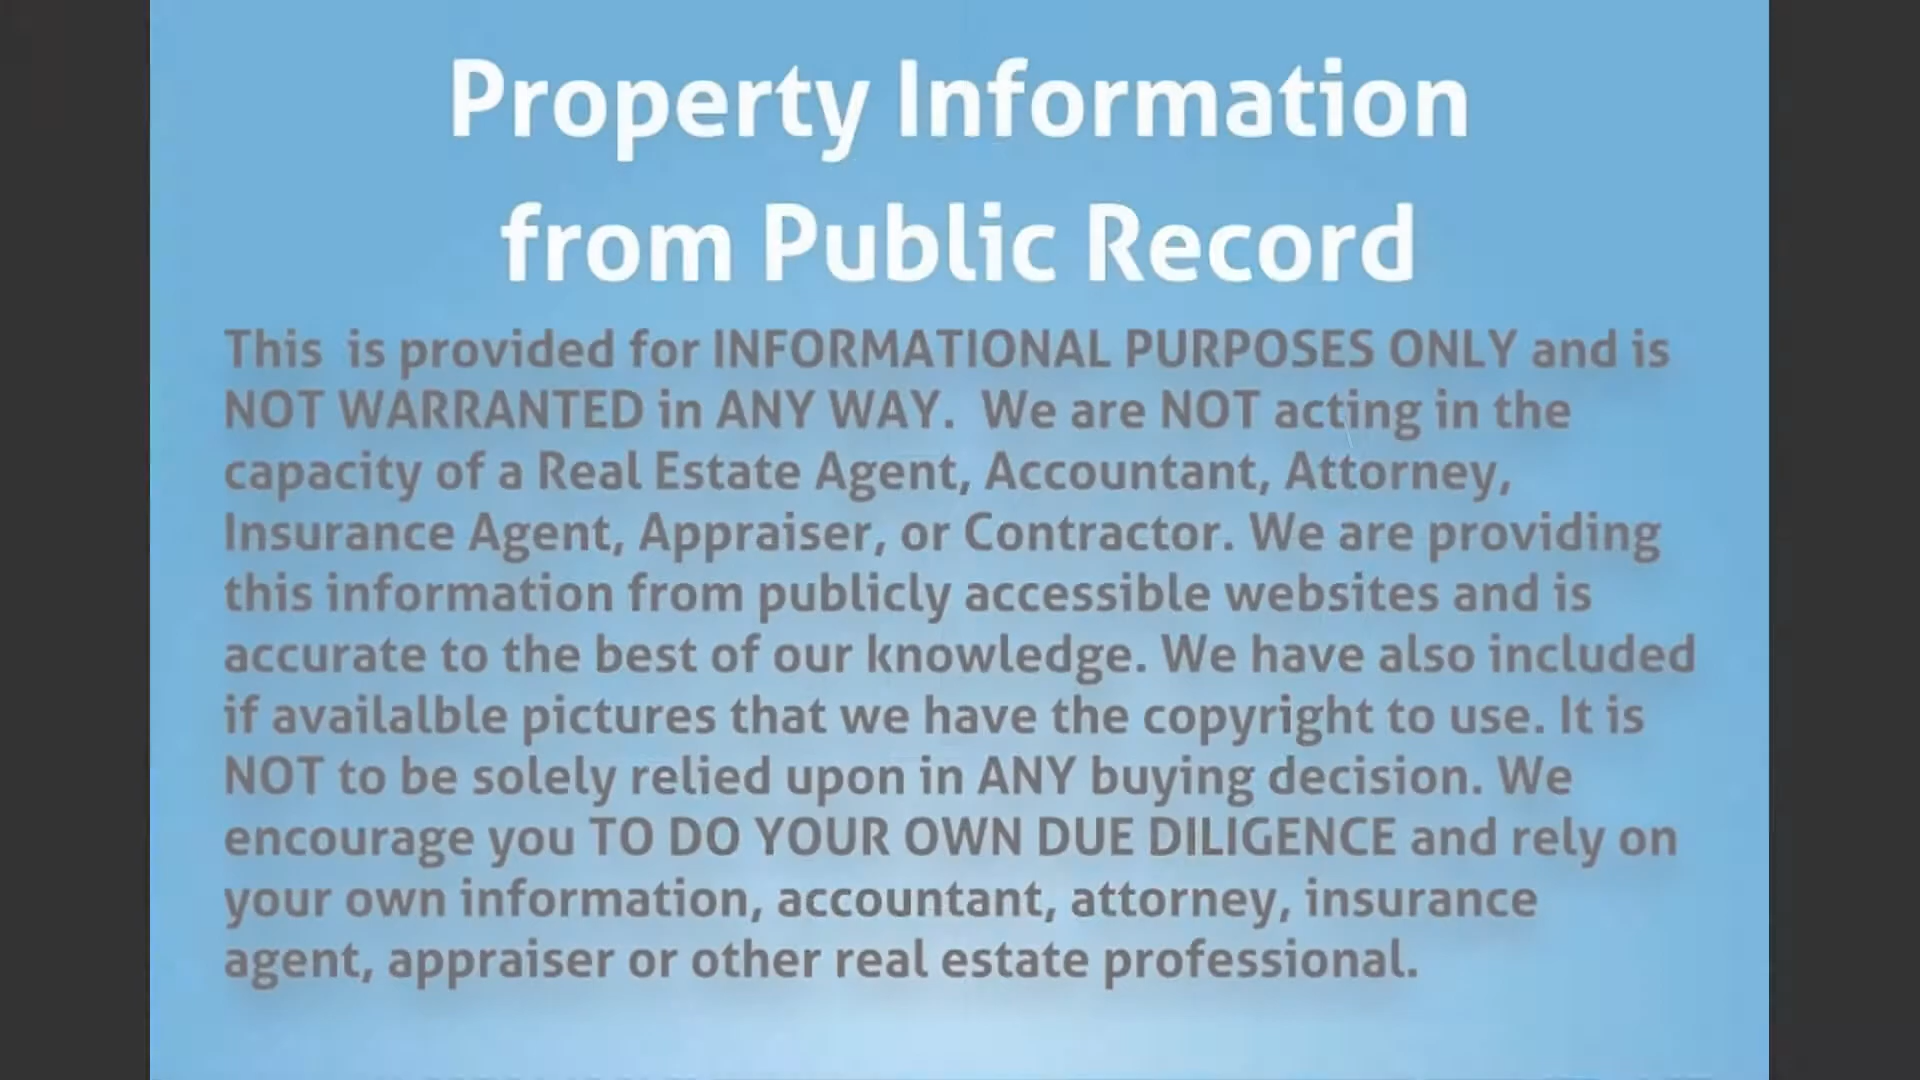 Property Information
from Public Record
This is provided for INFORMATIONAL PURPOSES ONLY and is
NOT WARRANTED in ANY WAY. We are NOT acting in the
capacity of a Real Estate Agent, Accountant, Attorney,
Insurance Agent, Appraiser, or Contractor. We are providing
this information from publicly accessible websites and is
accurate to the best of our knowledge. We have also included
if availalble pictures that we have the copyright to use. It is
NOT to be solely relied upon in ANY buying decision. We
encourage you TO DO YOUR OWN DUE DILIGENCE and rely on
your own information, accountant, attorney, insurance
agent, appraiser or other real estate professional.